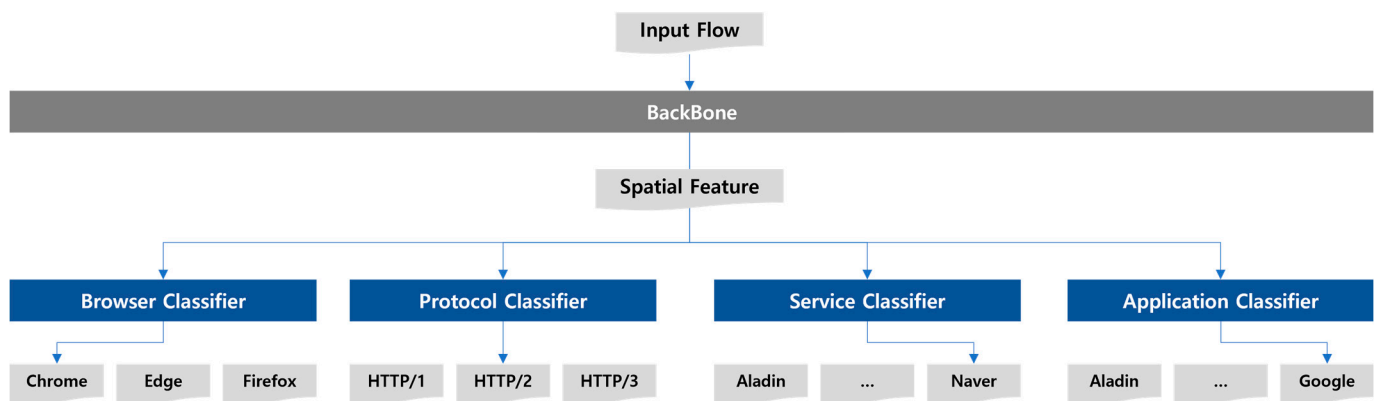 Input Flow
BackBone
Spatial Feature
Browser Classifier Protocol Classifier Service Classifier Application Classifier
Chrome Edge Firefox HTTP/1 HTTP/2 HTTP/3 Aladin ... Naver Aladin ... Google